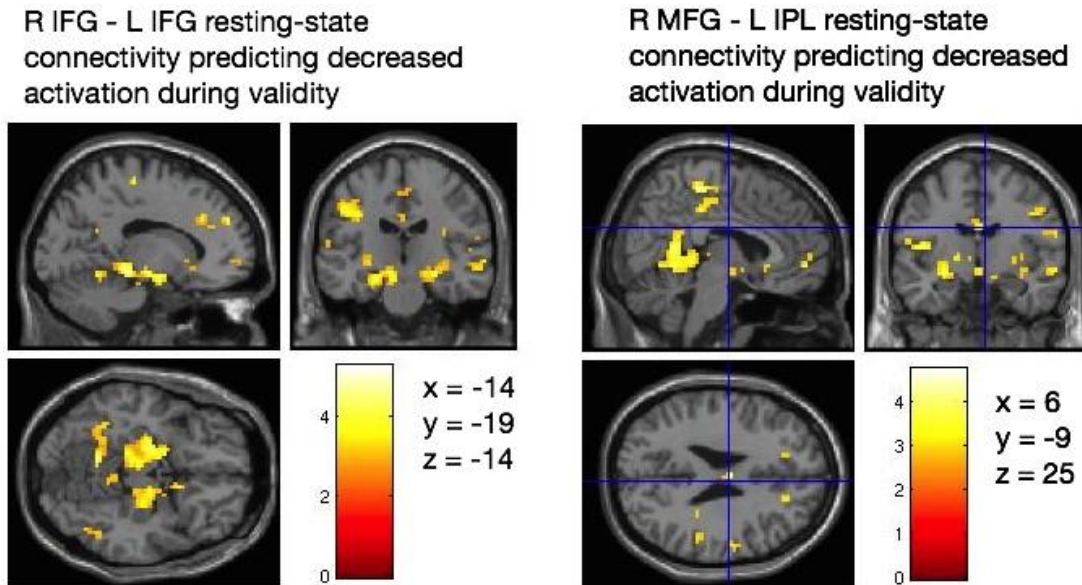 R IFG - L IFG resting-state
connectivity predicting decreased
activation during validity
4
2
0
x = -14
y = -19
z = -14
R MFG - L IPL resting-state
connectivity predicting decreased
activation during validity
4
3
2
1
0
x = 6
y = -9
z = 25